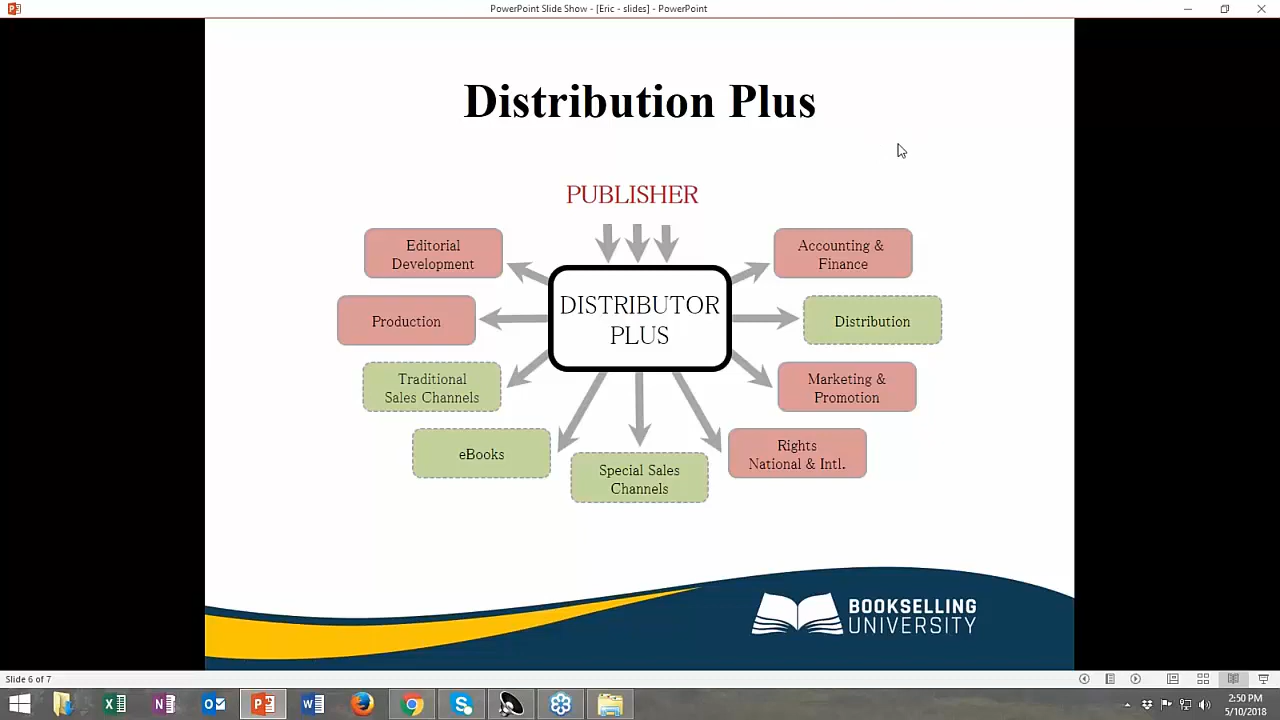 PowerPoint Slide Show - [Eric - slides] - PowerPoint
Distribution Plus
PUBLISHER
Editorial
Development
Accounting &
Finance
DISTRIBUTOR
PLUS
Production
Distribution
Traditional
Sales Channels
Marketing &
Promotion
eBooks
Special Sales
Channels
Rights
National & Intl.
BOOKSELLING
UNIVERSITY
Slide 6 of 7
2:50 PM
5/10/2018